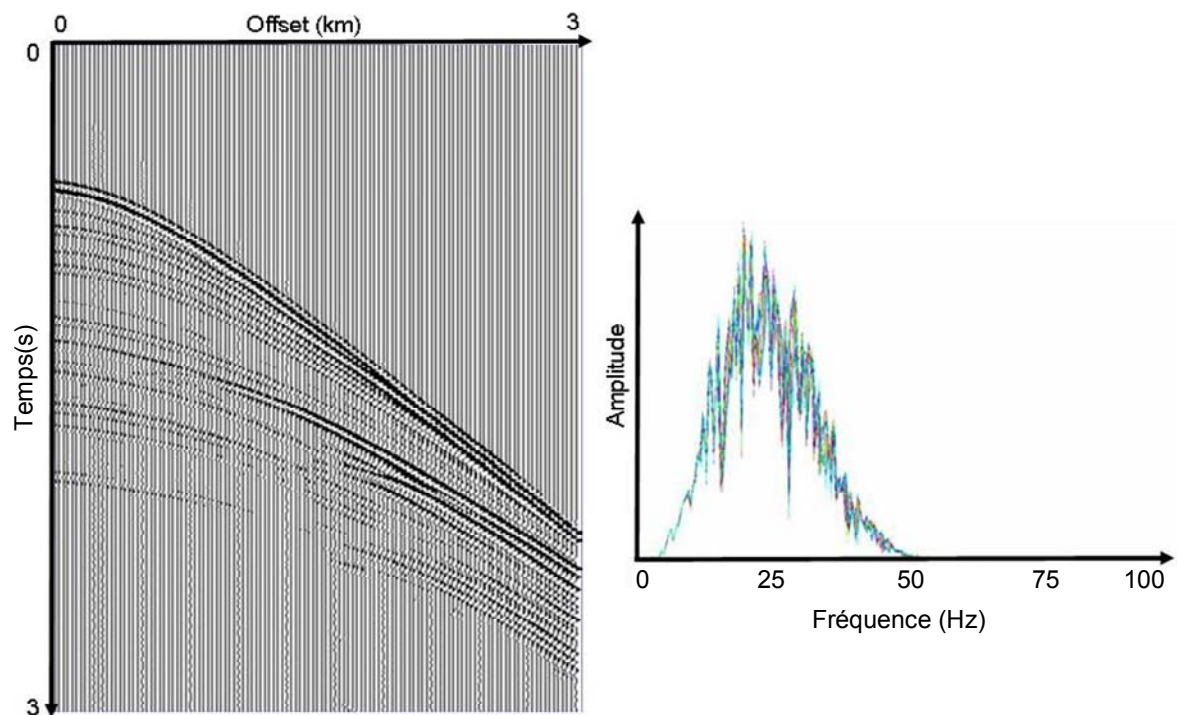 0 Offset (km) 3
0
Temps(s)
3
Amplitude
0 25 50 75 100
Fréquence (Hz)